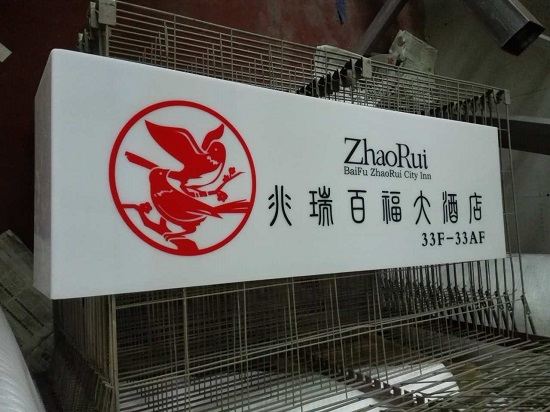 ZhaoRui
BaiFu ZhaoRui City Inn
兆瑞百福大酒店
33F-33AF